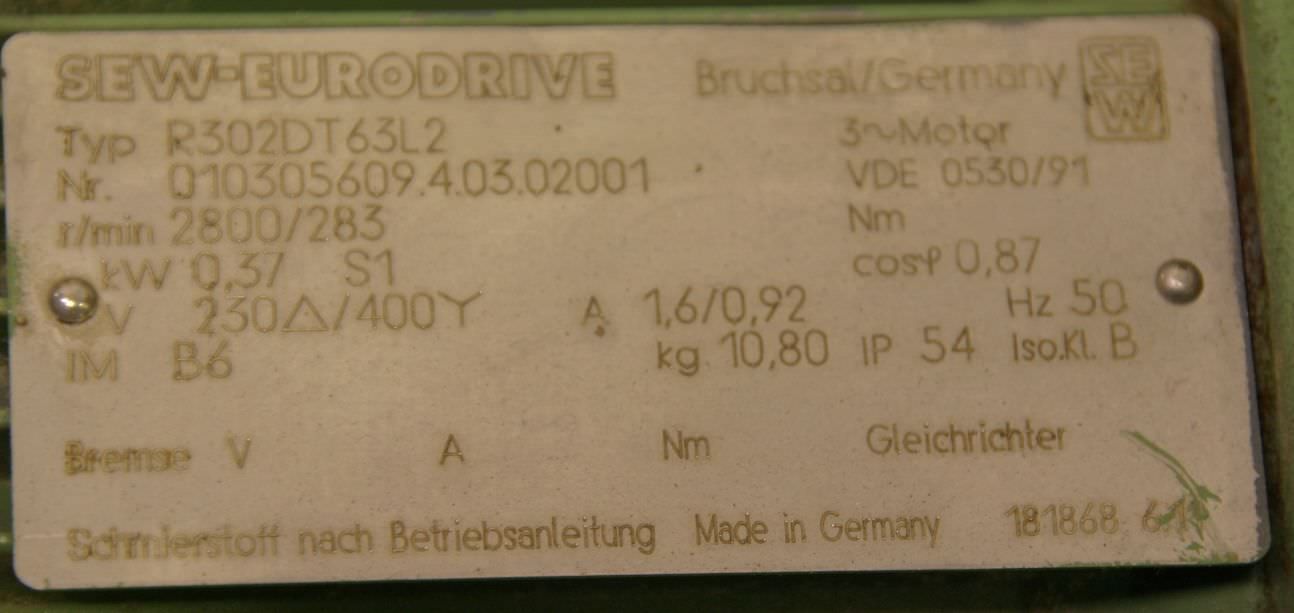 SEW-EURODRIVE Bruchsal/Germany SEW
Typ R302DT63L2 3~Motor
Nr. 010305609.4.03.02001 VDE 0530/91
r/min 2800/283 Nm
kW 0,37 S1 cosφ 0,87
V 230△/400Y A 1,6/0,92 Hz 50
IM B6 kg 10,80 IP 54 Iso.Kl. B
Bremse V A Nm Gleichrichter
Schmierstoff nach Betriebsanleitung Made in Germany 181868